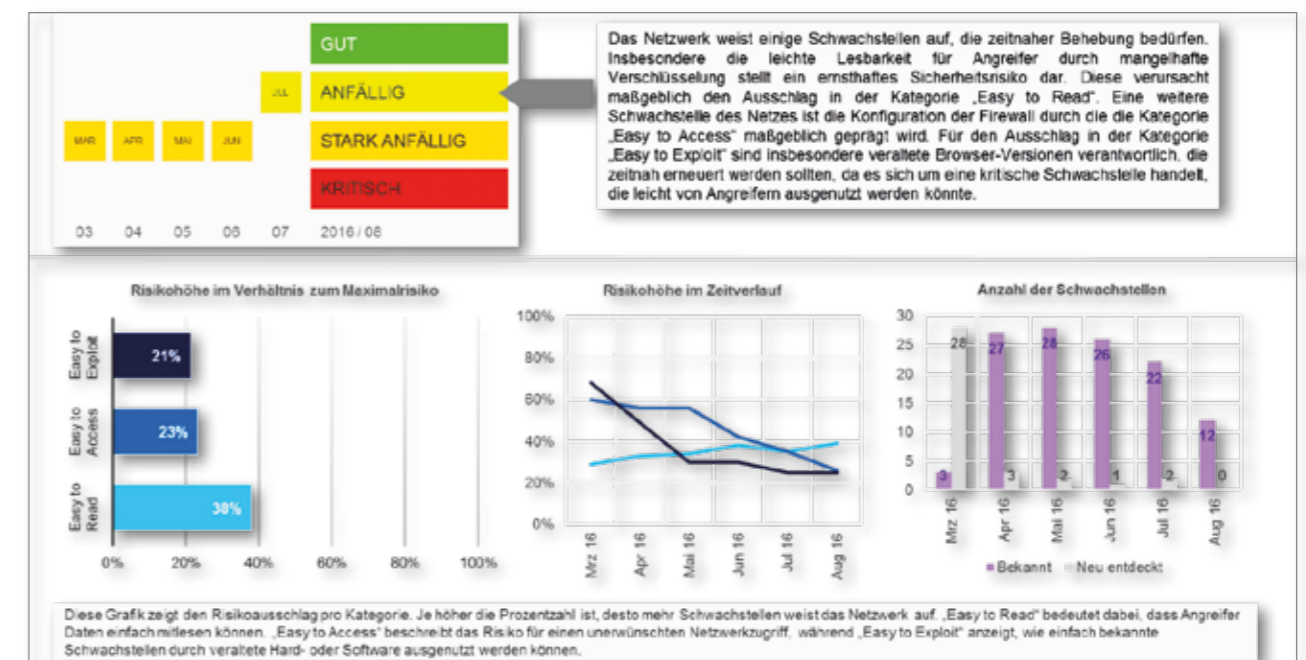 GUT
JUL ANFÄLLIG
MAR APR MAI JUN STARK ANFÄLLIG
KRITISCH
03 04 05 06 07 2016 / 08
Das Netzwerk weist einige Schwachstellen auf, die zeitnaher Behebung bedürfen.
Insbesondere die leichte Lesbarkeit für Angreifer durch mangelhafte
Verschlüsselung stellt ein ernsthaftes Sicherheitsrisiko dar. Diese verursacht
maßgeblich den Ausschlag in der Kategorie „Easy to Read“. Eine weitere
Schwachstelle des Netzes ist die Konfiguration der Firewall durch die die Kategorie
„Easy to Access“ maßgeblich geprägt wird. Für den Ausschlag in der Kategorie
„Easy to Exploit“ sind insbesondere veraltete Browser-Versionen verantwortlich, die
zeitnah erneuert werden sollten, da es sich um eine kritische Schwachstelle handelt,
die leicht von Angreifern ausgenutzt werden könnte.
Risikohöhe im Verhältnis zum Maximalrisiko
Easy to
Exploit
21%
Easy to
Access
23%
Easy to
Read
38%
0% 20% 40% 60% 80% 100%
Risikohöhe im Zeitverlauf
100%
80%
60%
40%
20%
0%
Mrz 16 Apr 16 Mai 16 Jun 16 Jul 16 Aug 16
Anzahl der Schwachstellen
30
25
20
15
10
5
0
3 28 27 3 28 2 26 1 22 2 12 0
Mrz 16 Apr 16 Mai 16 Jun 16 Jul 16 Aug 16
Bekannt Neu entdeckt
Diese Grafik zeigt den Risikoausschlag pro Kategorie. Je höher die Prozentzahl ist, desto mehr Schwachstellen weist das Netzwerk auf. „Easy to Read“ bedeutet dabei, dass Angreifer
Daten einfach mitlesen können. „Easy to Access“ beschreibt das Risiko für einen unerwünschten Netzwerkzugriff, während „Easy to Exploit“ anzeigt, wie einfach bekannte
Schwachstellen durch veraltete Hard- oder Software ausgenutzt werden können.